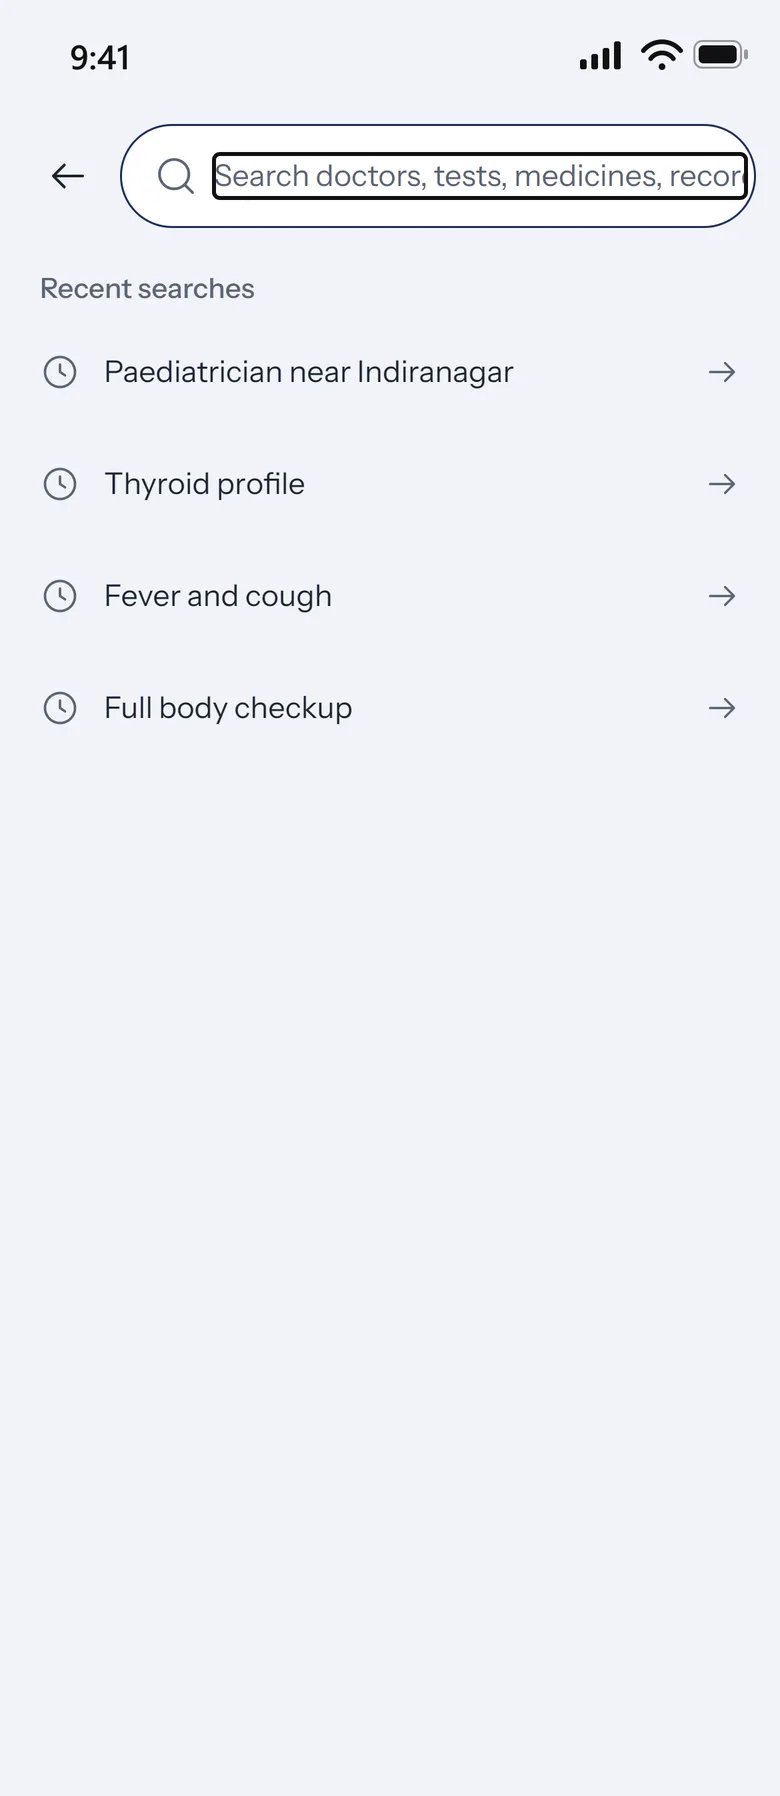 9:41
Search doctors, tests, medicines, recor
Recent searches
Paediatrician near Indiranagar
Thyroid profile
Fever and cough
Full body checkup